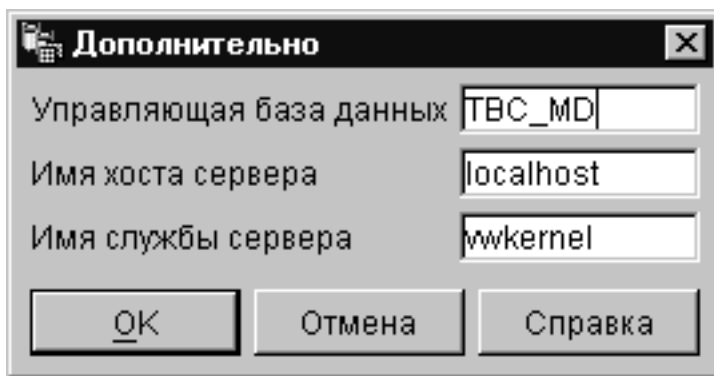 Дополнительно
Управляющая база данных TBC_MD
Имя хоста сервера localhost
Имя службы сервера vwkernel
OK Отмена Справка